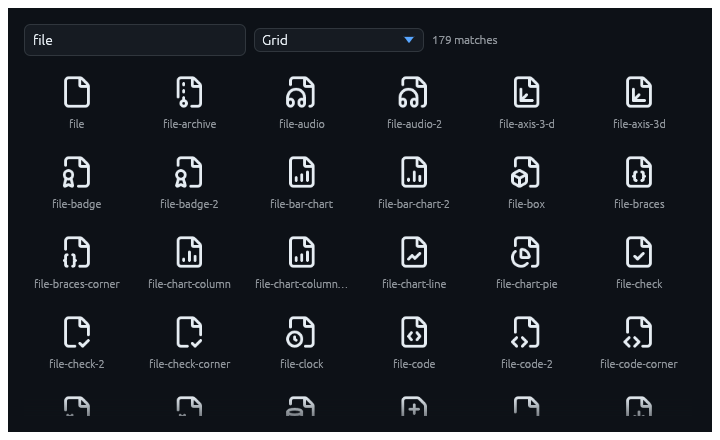 file Grid 179 matches
file file-archive file-audio file-audio-2 file-axis-3-d file-axis-3d
file-badge file-badge-2 file-bar-chart file-bar-chart-2 file-box file-braces
file-braces-corner file-chart-column file-chart-column… file-chart-line file-chart-pie file-check
file-check-2 file-check-corner file-clock file-code file-code-2 file-code-corner